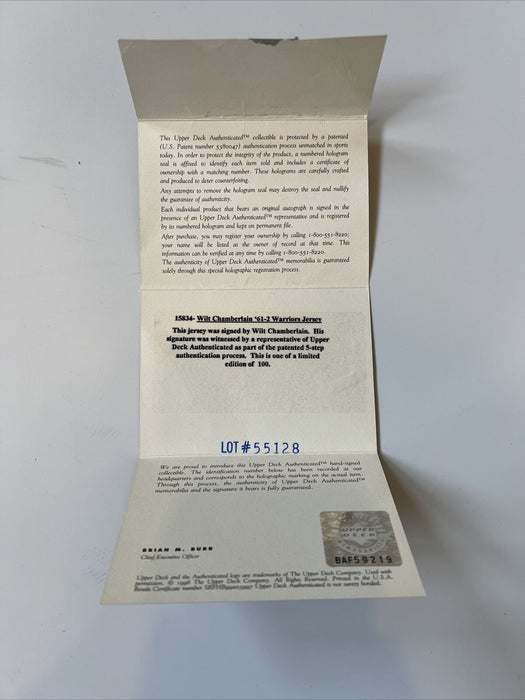 This Upper Deck Authenticated™ collectible is protected by a patented
(U.S. Patent number 5380047) authentication process unmatched in sports
today. In order to protect the integrity of the product, a numbered hologram
seal is affixed to identify each item sold and includes a certificate of
ownership with a matching number. These holograms are carefully crafted
and produced to deter counterfeiting.
Any attempts to remove the hologram seal may destroy the seal and nullify
the guarantee of authenticity.
Each individual product that bears an original autograph is signed in the
presence of an Upper Deck Authenticated™ representative and is registered
by its numbered hologram and kept on permanent file.
After purchase, you may register your ownership by calling 1-800-551-8220;
your name will be listed as the owner of record at that time. This
information can be verified at any time by calling 1-800-551-8220.
The authenticity of Upper Deck Authenticated™ memorabilia is guaranteed
solely through this special holographic registration process.
15834- Wilt Chamberlain '61-2 Warriors Jersey
This jersey was signed by Wilt Chamberlain. His
signature was witnessed by a representative of Upper
Deck Authenticated as part of the patented 5-step
authentication process. This is one of a limited
edition of 100.
LOT#55128
We are proud to introduce this Upper Deck Authenticated™ hand-signed
collectible. The identification number below has been recorded at our
headquarters and corresponds to the holographic marking on the actual item.
Through this process, the authenticity of Upper Deck Authenticated™
memorabilia and the signature it bears is fully guaranteed.
BRIAN M. BURR
Chief Executive Officer
UPPER
DECK
BAF59219
Upper Deck and the Authenticated logo are trademarks of The Upper Deck Company. Used with
permission. © 1996 The Upper Deck Company. All Rights Reserved. Printed in the U.S.A.
Resale Certificate number Upper Deck Authenticated is not surety bonded.